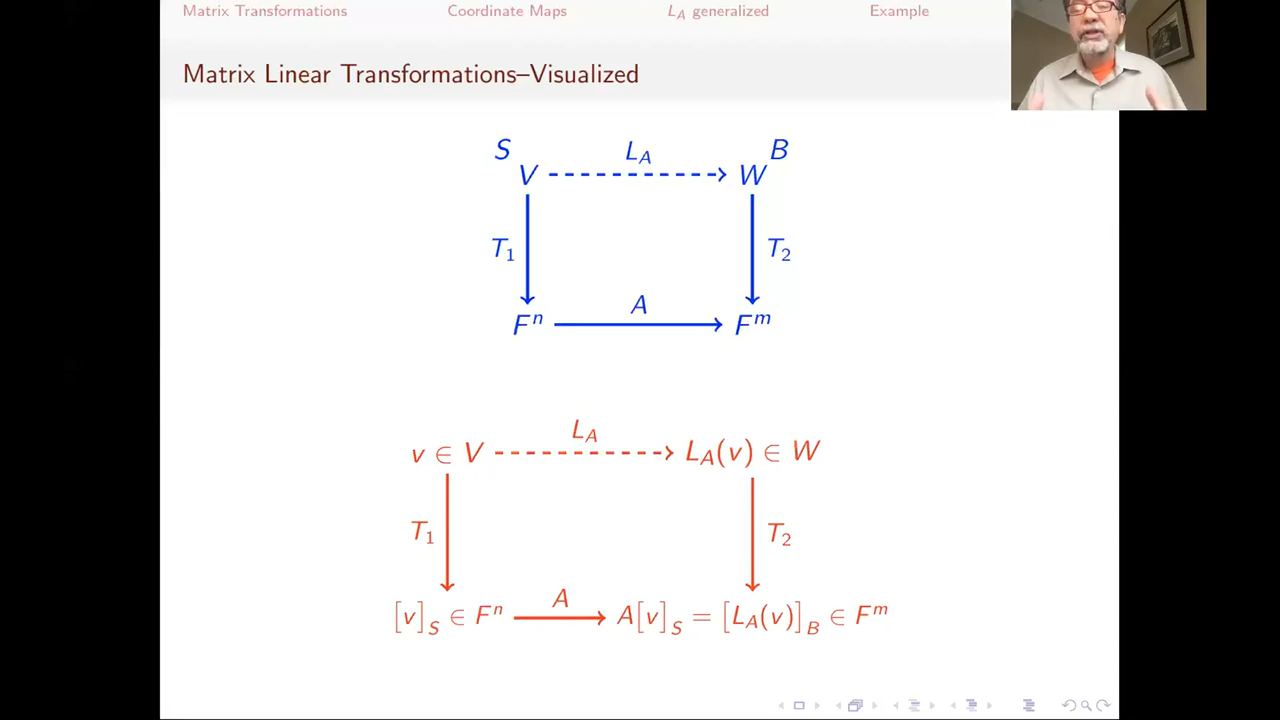 Matrix Transformations Coordinate Maps L_A generalized Example
Matrix Linear Transformations–Visualized
S L_A B
V W
T_1 T_2
A
F^n F^m
L_A
v ∈ V L_A(v) ∈ W
T_1 T_2
A
[v]_S ∈ F^n A[v]_S = [L_A(v)]_B ∈ F^m